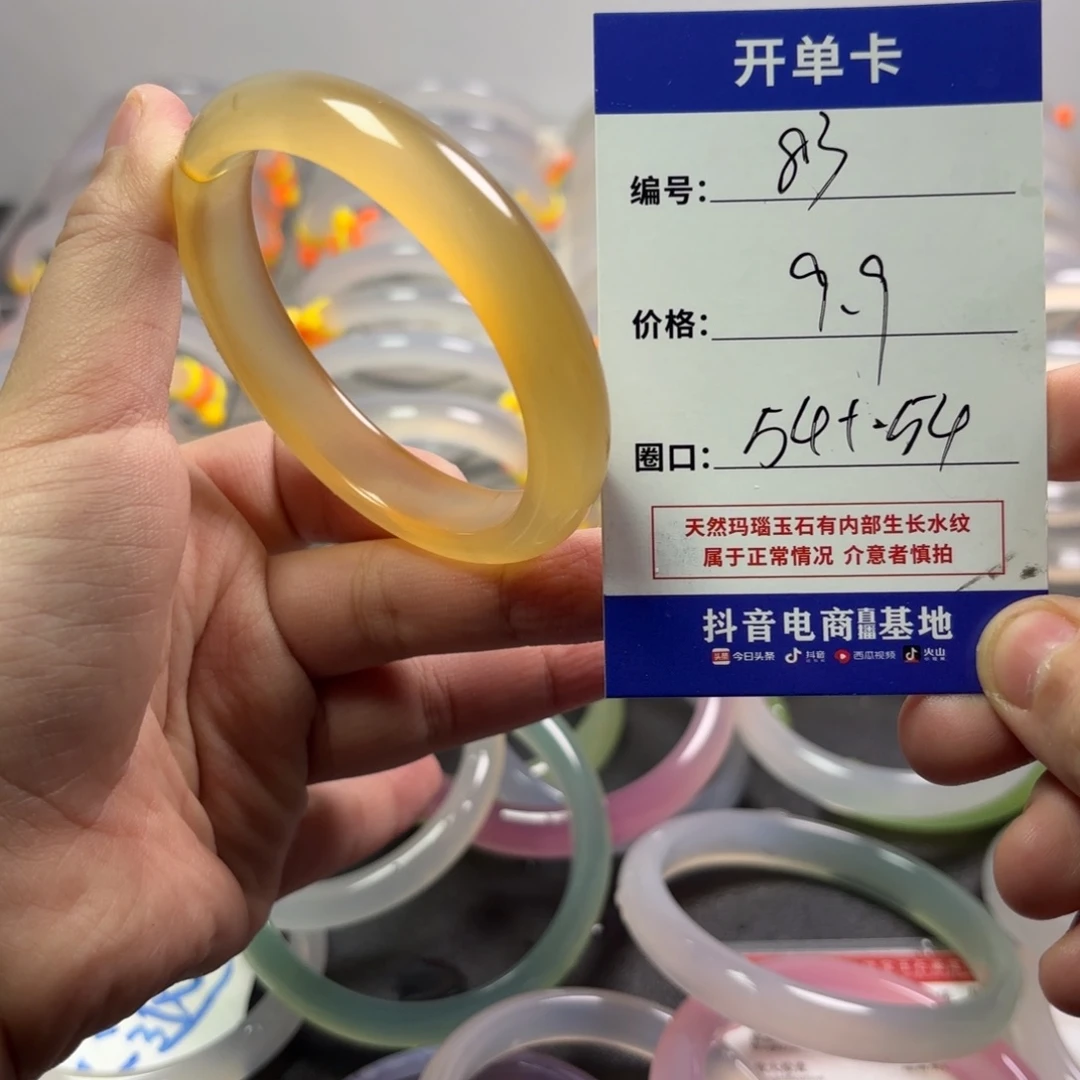 开单卡
编号: 83
价格: 9.9
圈口: 54+.54
天然玛瑙玉石有内部生长水纹
属于正常情况 介意者慎拍
抖音电商直播基地
头条 今日头条 抖音 西瓜视频 火山